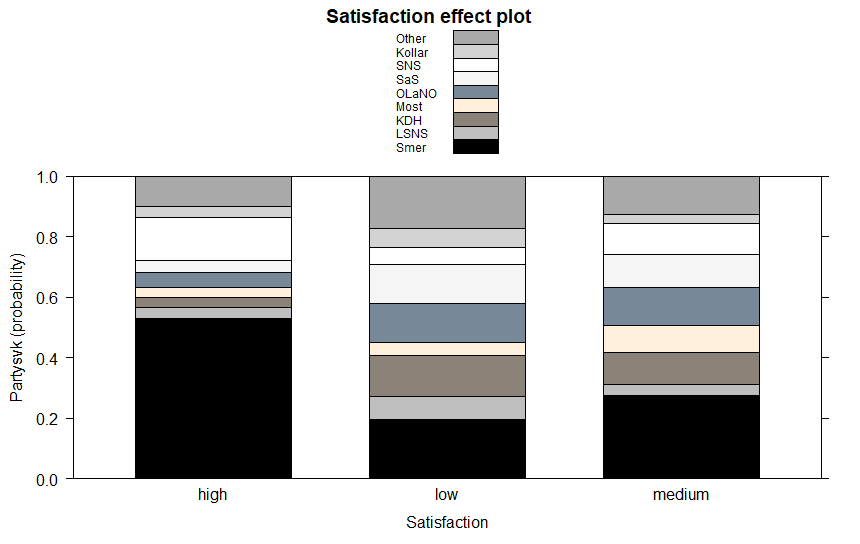 Satisfaction effect plot
Other
Kollar
SNS
SaS
OLaNO
Most
KDH
LSNS
Smer
1.0
0.8
0.6
0.4
0.2
0.0
Partysvk (probability)
high low medium
Satisfaction